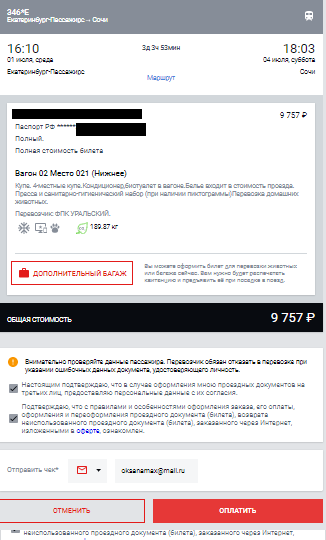 346*Е
Екатеринбург-Пассажирс → Сочи
16:10
3д 3ч 53мин
18:03
01 июля, среда
04 июля, суббота
Екатеринбург-Пассажирс
Сочи
Маршрут
9 757 ₽
Паспорт РФ ******
Полный.
Полная стоимость билета
Вагон 02 Место 021 (Нижнее)
Купе. 4-местные купе.Кондиционер,биотуалет в вагоне.Белье входит в стоимость проезда.
Пресса и санитарно-гигиенический набор (при наличии пиктограммы)Перевозка домашних
животных.
Перевозчик: ФПК УРАЛЬСКИЙ.
189.87 кг
ДОПОЛНИТЕЛЬНЫЙ БАГАЖ
Вы можете оформить билет для перевозки животных
или багажа сейчас. Вам нужно будет распечатать
квитанцию и предъявить её при посадке в поезд.
ОБЩАЯ СТОИМОСТЬ
9 757 ₽
Внимательно проверяйте данные пассажира. Перевозчик обязан отказать в перевозке при
указании ошибочных данных документа, удостоверяющего личность.
Настоящим подтверждаю, что в случае оформления мною проездных документов на
третьих лиц, предоставляю персональные данные с их согласия.
Подтверждаю, что с правилами и особенностями оформления заказа, его оплаты,
оформления и переоформления проездного документа (билета), возврата
неиспользованного проездного документа (билета), заказанного через Интернет,
изложенными в оферте, ознакомлен.
Отправить чек*
oksanamax@mail.ru
ОТМЕНИТЬ
ОПЛАТИТЬ
неиспользованного проездного документа (билета), заказанного через Интернет,